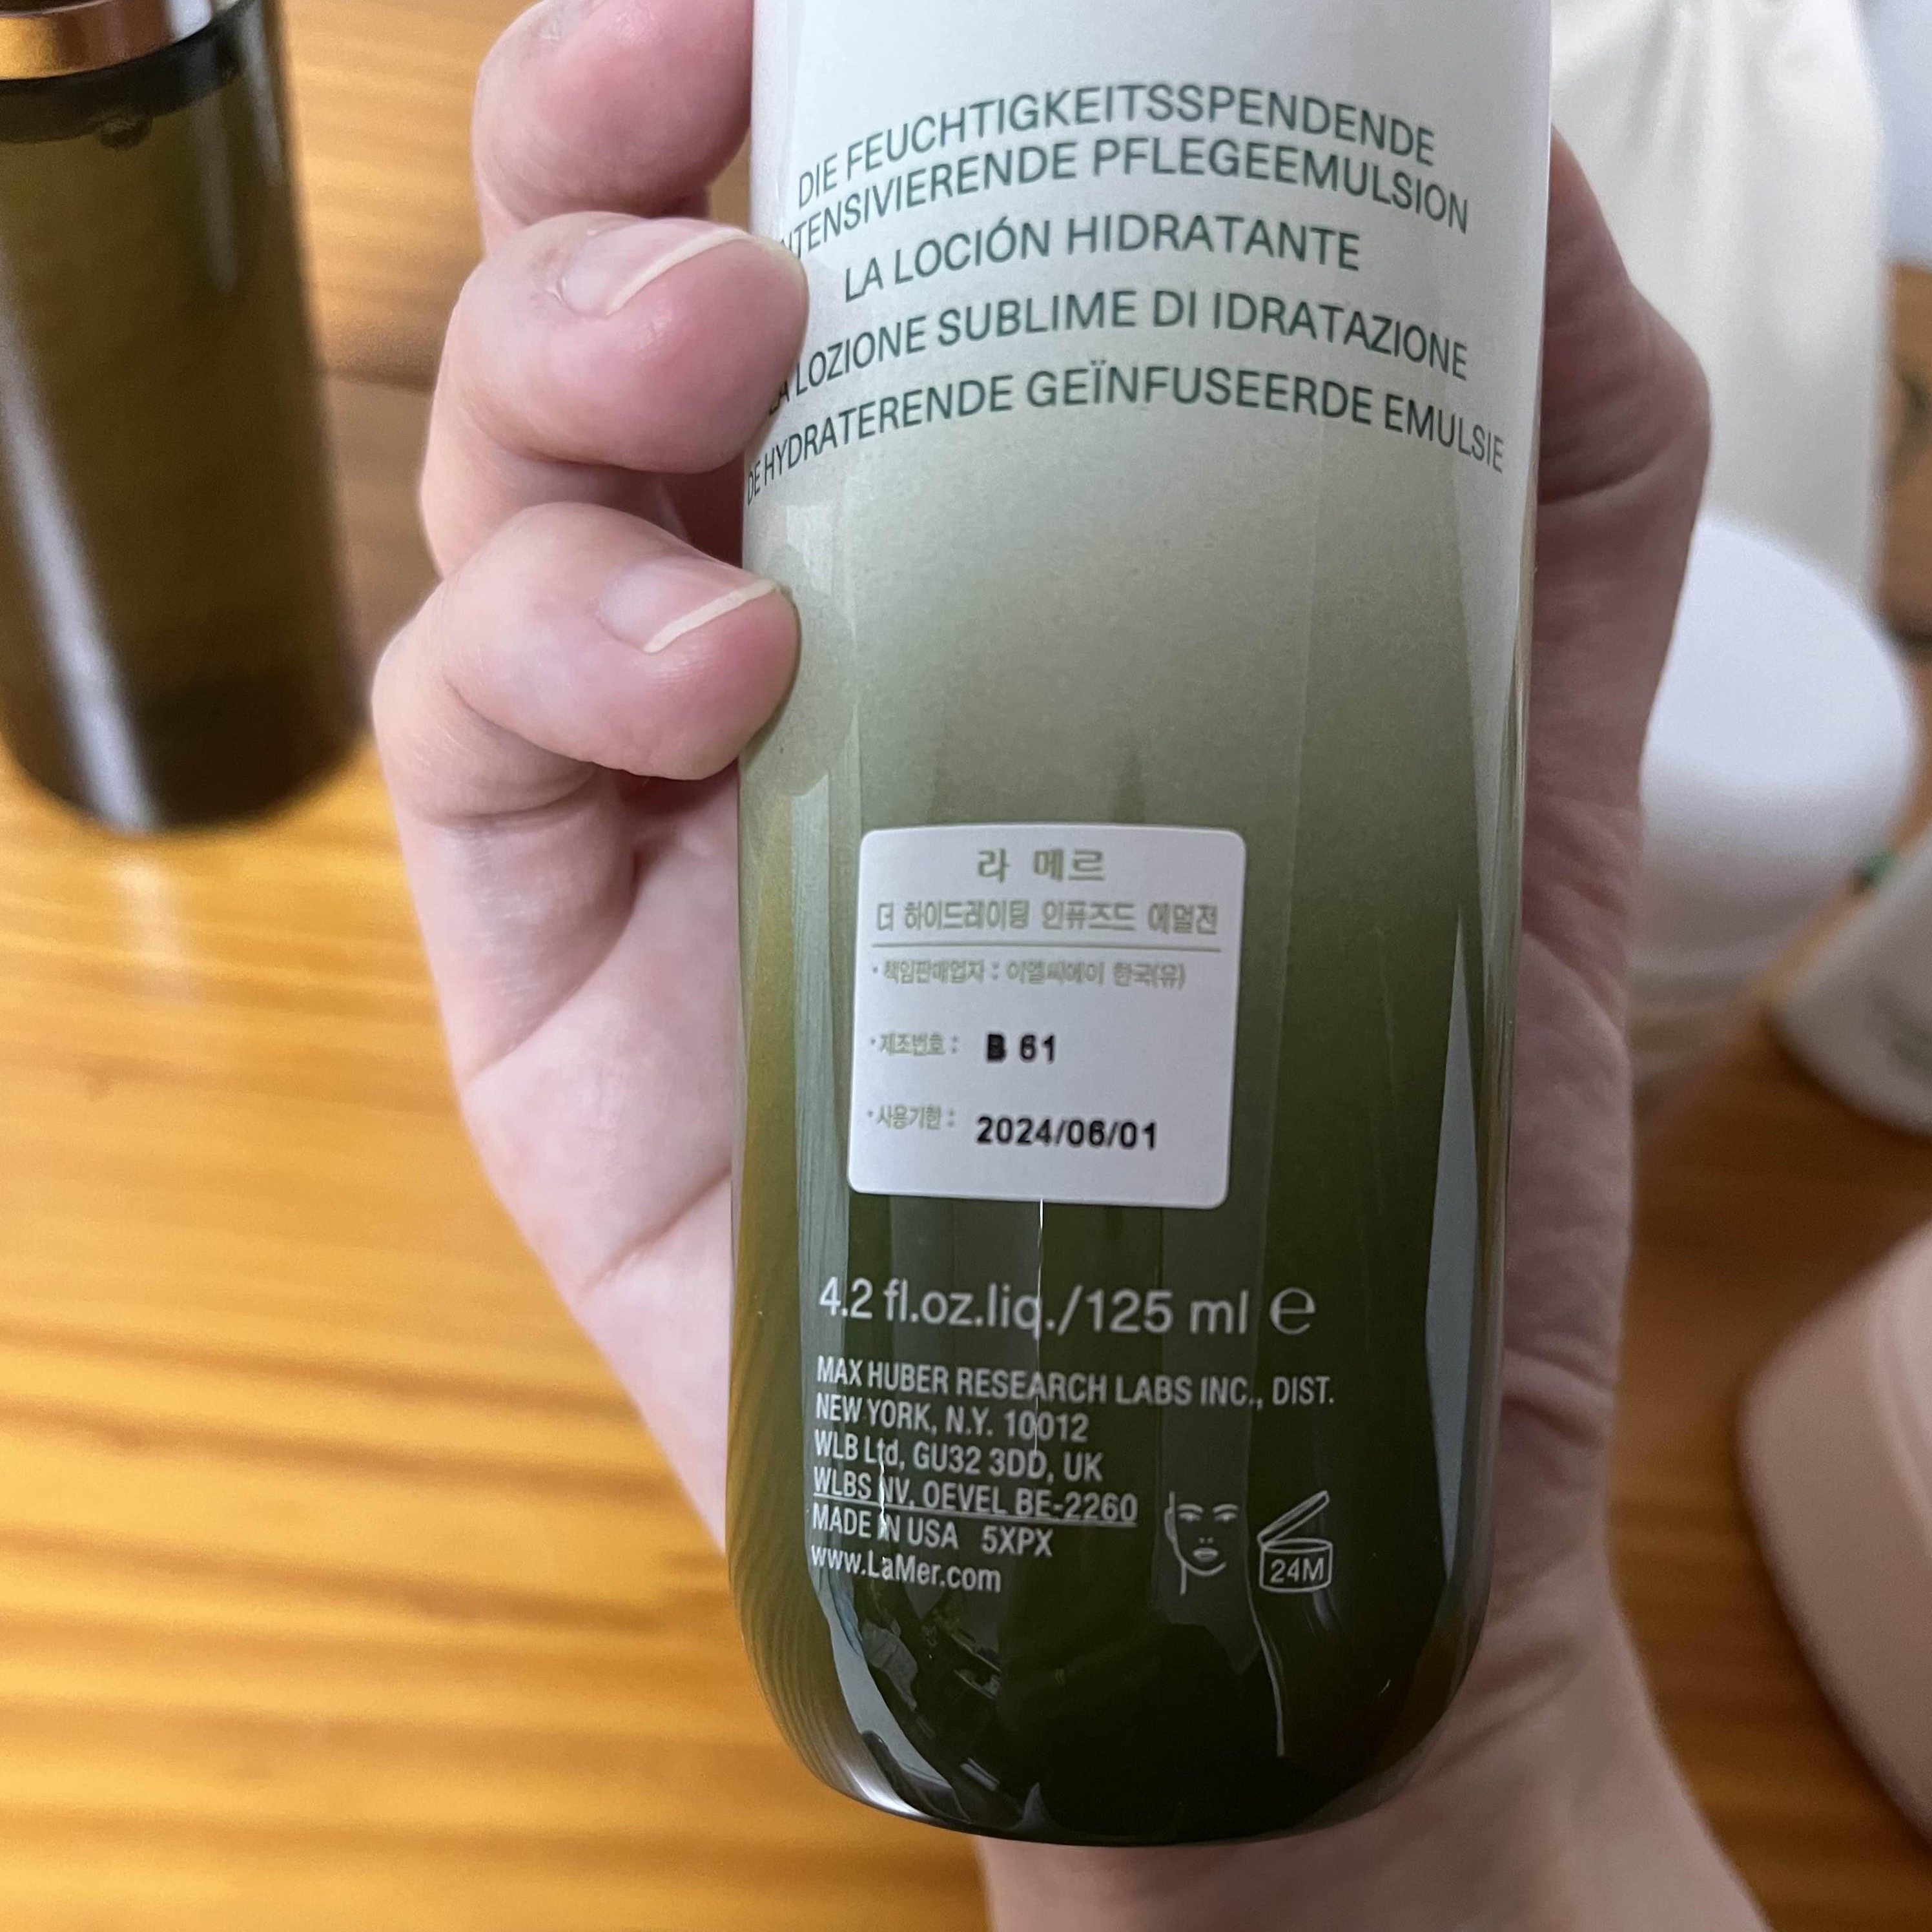 DIE FEUCHTIGKEITSSPENDENDE
INTENSIVIERENDE PFLEGEEMULSION
LA LOCIÓN HIDRATANTE
LA LOZIONE SUBLIME DI IDRATAZIONE
DE HYDRATERENDE GEÏNFUSEERDE EMULSIE
라 메르
더 하이드레이팅 인퓨즈드 에멀전
・책임판매업자 : 이엘씨에이 한국(유)
・제조번호 : B 61
・사용기한 : 2024/06/01
4.2 fl.oz.liq./125 ml ℮
MAX HUBER RESEARCH LABS INC., DIST.
NEW YORK, N.Y. 10012
WLB Ltd, GU32 3DD, UK
WLBS NV, OEVEL BE-2260
MADE IN USA 5XPX
www.LaMer.com
24M